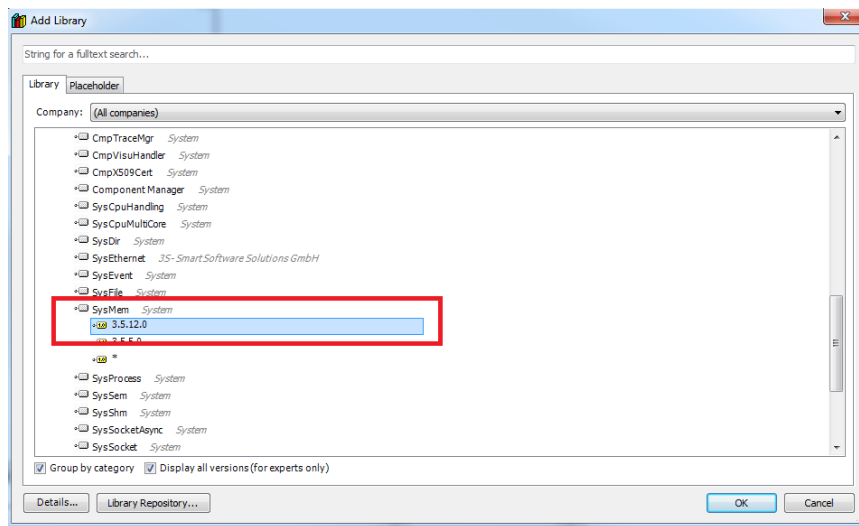 Add Library
String for a fulltext search...
Library Placeholder
Company: (All companies)
CmpTraceMgr System
CmpVisuHandler System
CmpX509Cert System
Component Manager System
SysCpuHandling System
SysCpuMultiCore System
SysDir System
SysEthernet 3S-Smart Software Solutions GmbH
SysEvent System
SysFile System
SysMem System
3.5.12.0
3.5.5.0
*
SysProcess System
SysSem System
SysShm System
SysSocketAsync System
SysSocket System
Group by category Display all versions (for experts only)
Details... Library Repository... OK Cancel